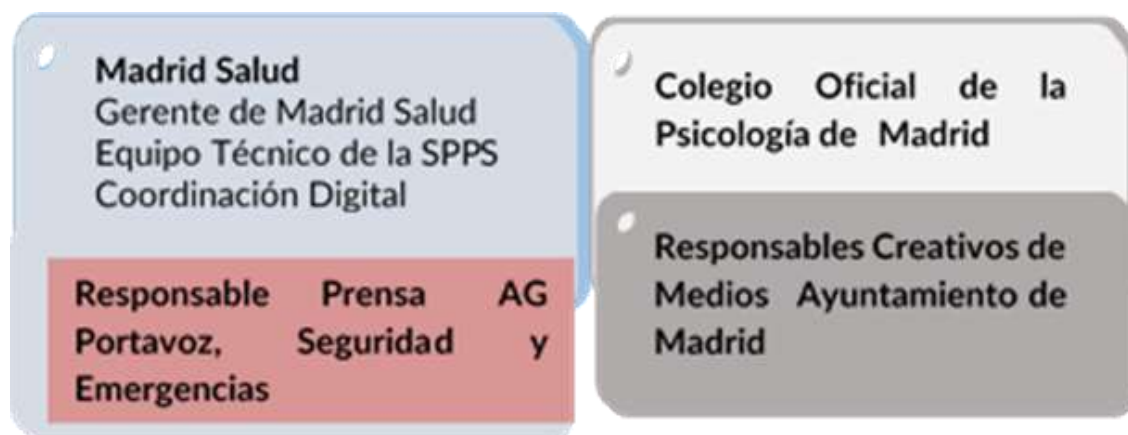 Madrid Salud
Gerente de Madrid Salud
Equipo Técnico de la SPPS
Coordinación Digital
Responsable Prensa AG
Portavoz, Seguridad y
Emergencias
Colegio Oficial de la
Psicología de Madrid
Responsables Creativos de
Medios Ayuntamiento de
Madrid